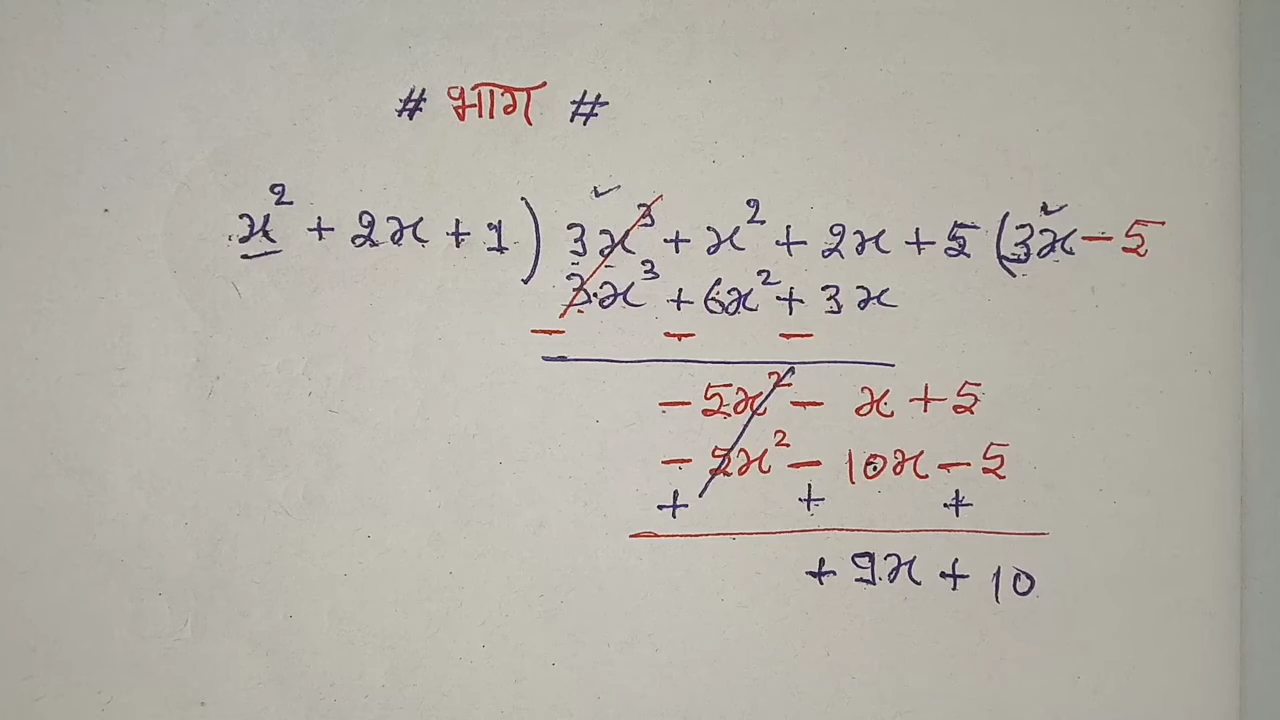 # भाग #
x² + 2x + 1 ) 3x³ + x² + 2x + 5 ( 3x - 5
3x³ + 6x² + 3x
- - -
- 5x² - x + 5
- 5x² - 10x - 5
+ + +
+ 9x + 10